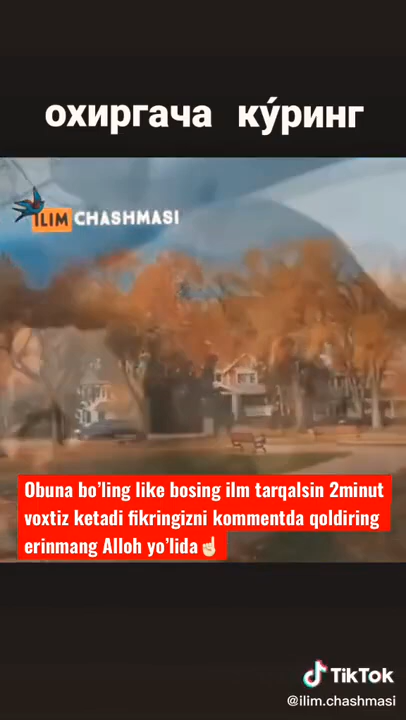 охиргача кўринг
ILIM CHASHMASI
Obuna bo’ling like bosing ilm tarqalsin 2minut
voxtiz ketadi fikringizni kommentda qoldiring
erinmang Alloh yo’lida☝🏻
TikTok
@ilim.chashmasi